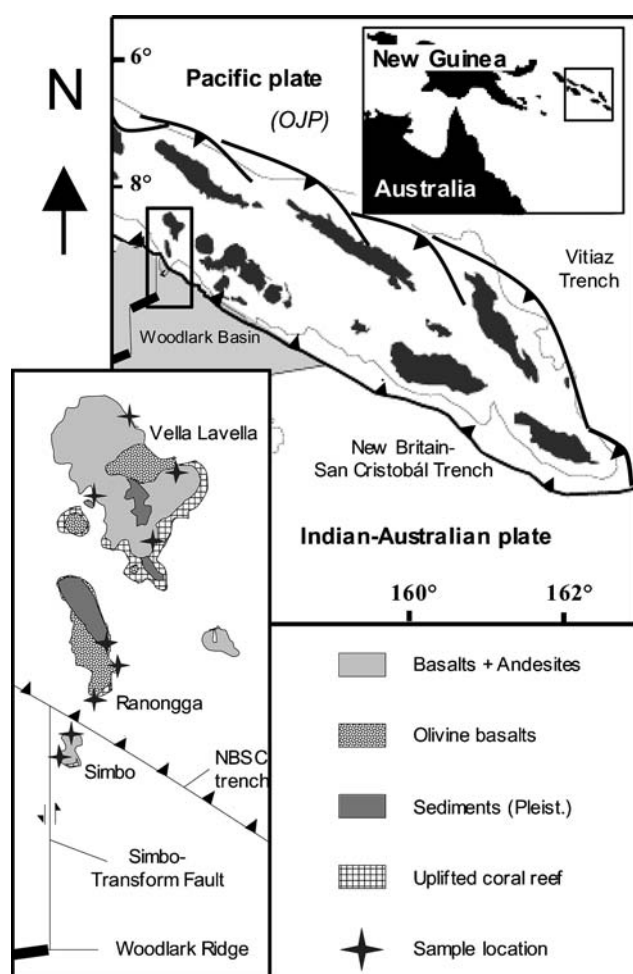 N
6°
8°
Pacific plate
(OJP)
New Guinea
Australia
Vitiaz
Trench
Woodlark Basin
New Britain-
San Cristobál Trench
Indian-Australian plate
160°
162°
Vella Lavella
Ranongga
Simbo
NBSC
trench
Simbo-
Transform Fault
Woodlark Ridge
Basalts + Andesites
Olivine basalts
Sediments (Pleist.)
Uplifted coral reef
Sample location